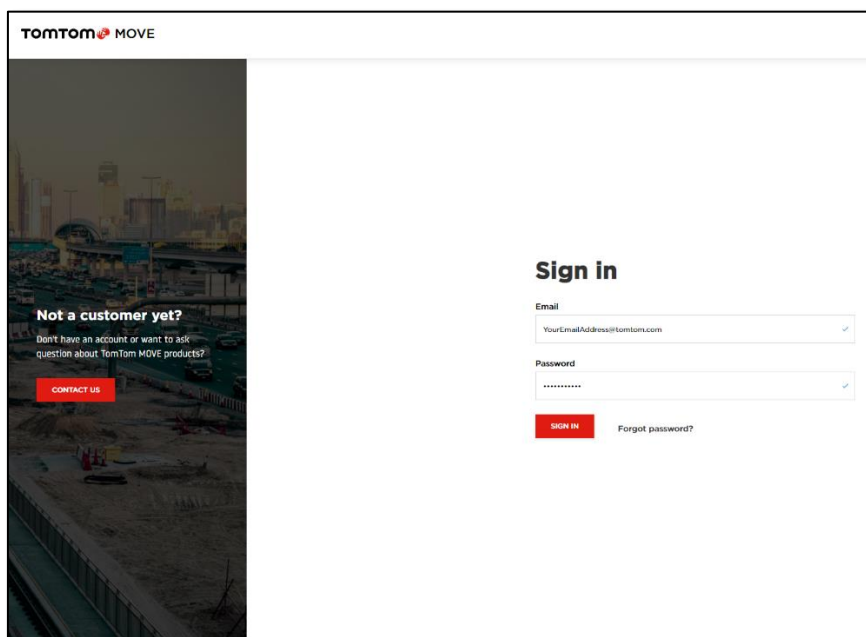 TOMTOM MOVE
Not a customer yet?
Don't have an account or want to ask
question about TomTom MOVE products?
CONTACT US
Sign in
Email
YourEmailAddress@tomtom.com
Password
•••••••••••
SIGN IN
Forgot password?